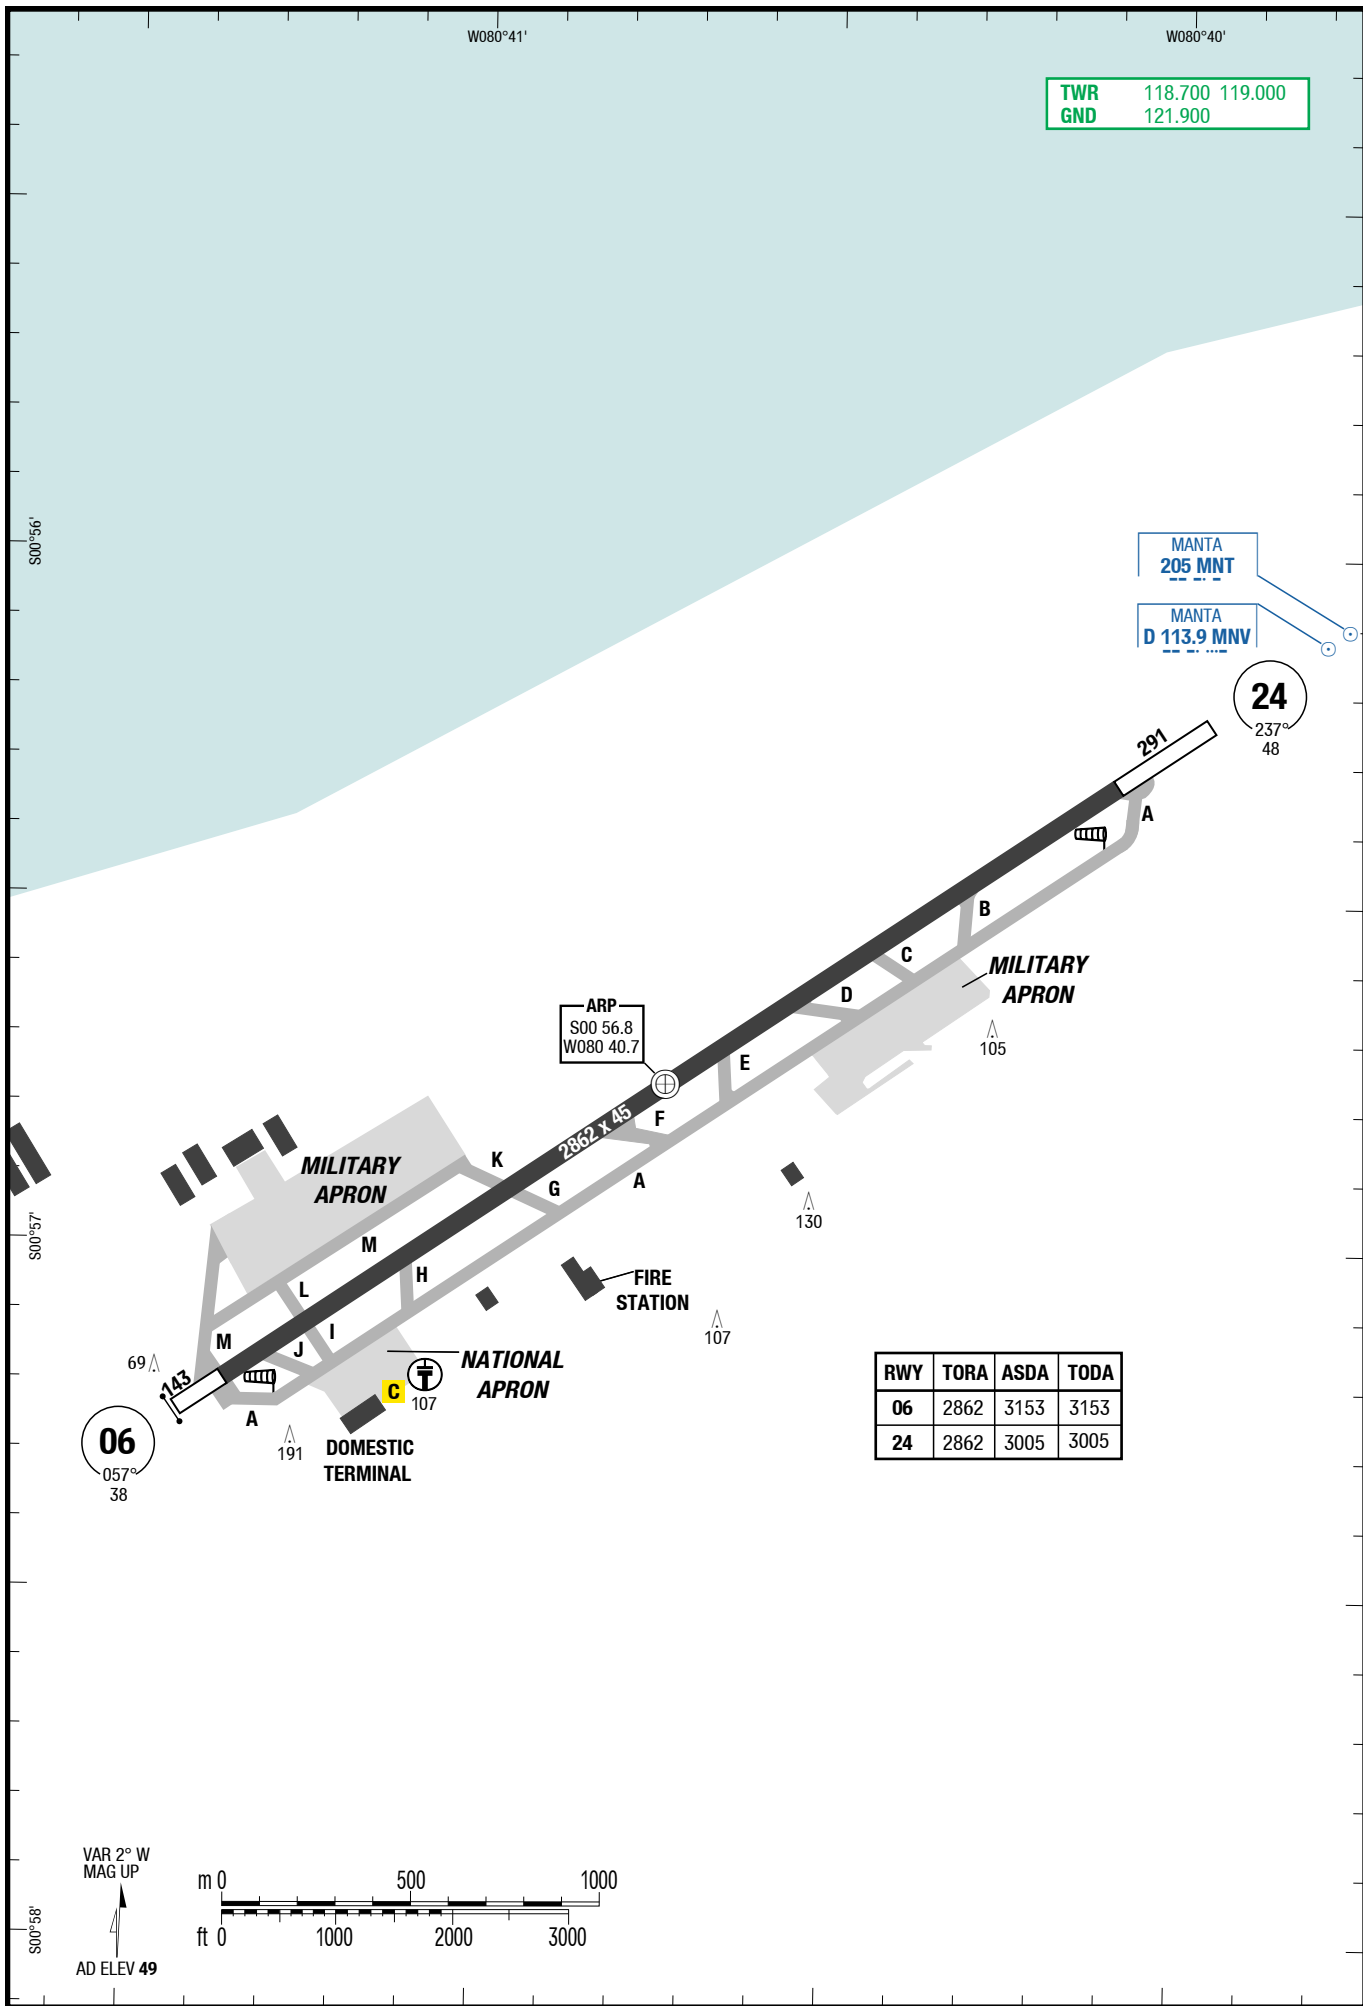 W080°41'
W080°40'
TWR 118.700 119.000
GND 121.900
S00°56'
MANTA
205 MNT
MANTA
D 113.9 MNV
24
237°
48
291
A
B
C
MILITARY
APRON
D
105
ARP
S00 56.8
W080 40.7
E
2862 x 45
F
K
MILITARY
APRON
G
A
130
S00°57'
M
H
L
FIRE
STATION
I
107
M
J
69
143
NATIONAL
APRON
C
107
A
191
DOMESTIC
TERMINAL
06
057°
38
RWY TORA ASDA TODA
06 2862 3153 3153
24 2862 3005 3005
VAR 2° W
MAG UP
m 0 500 1000
ft 0 1000 2000 3000
S00°58'
AD ELEV 49